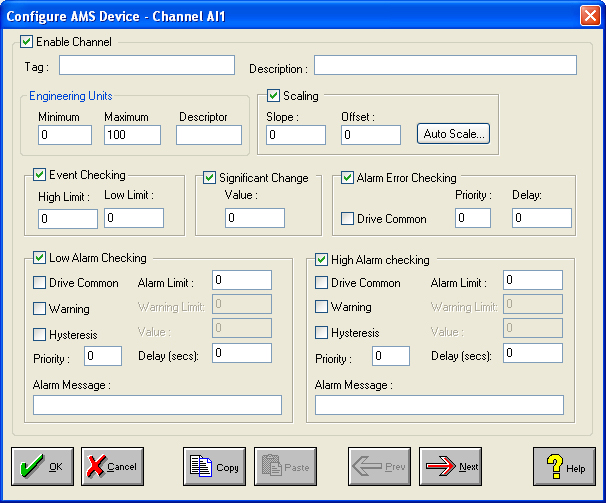 Configure AMS Device - Channel AI1
Enable Channel
Tag :
Description :
Engineering Units
Minimum Maximum Descriptor
0 100
Scaling
Slope : Offset :
0 0 Auto Scale...
Event Checking
High Limit : Low Limit :
0 0
Significant Change
Value :
0
Alarm Error Checking
Priority : Delay:
Drive Common 0 0
Low Alarm Checking
Drive Common Alarm Limit : 0
Warning Warning Limit: 0
Hysteresis Value : 0
Priority : 0 Delay (secs): 0
Alarm Message :
High Alarm checking
Drive Common Alarm Limit : 0
Warning Warning Limit: 0
Hysteresis Value : 0
Priority : 0 Delay (secs): 0
Alarm Message :
OK Cancel Copy Paste Prev Next Help